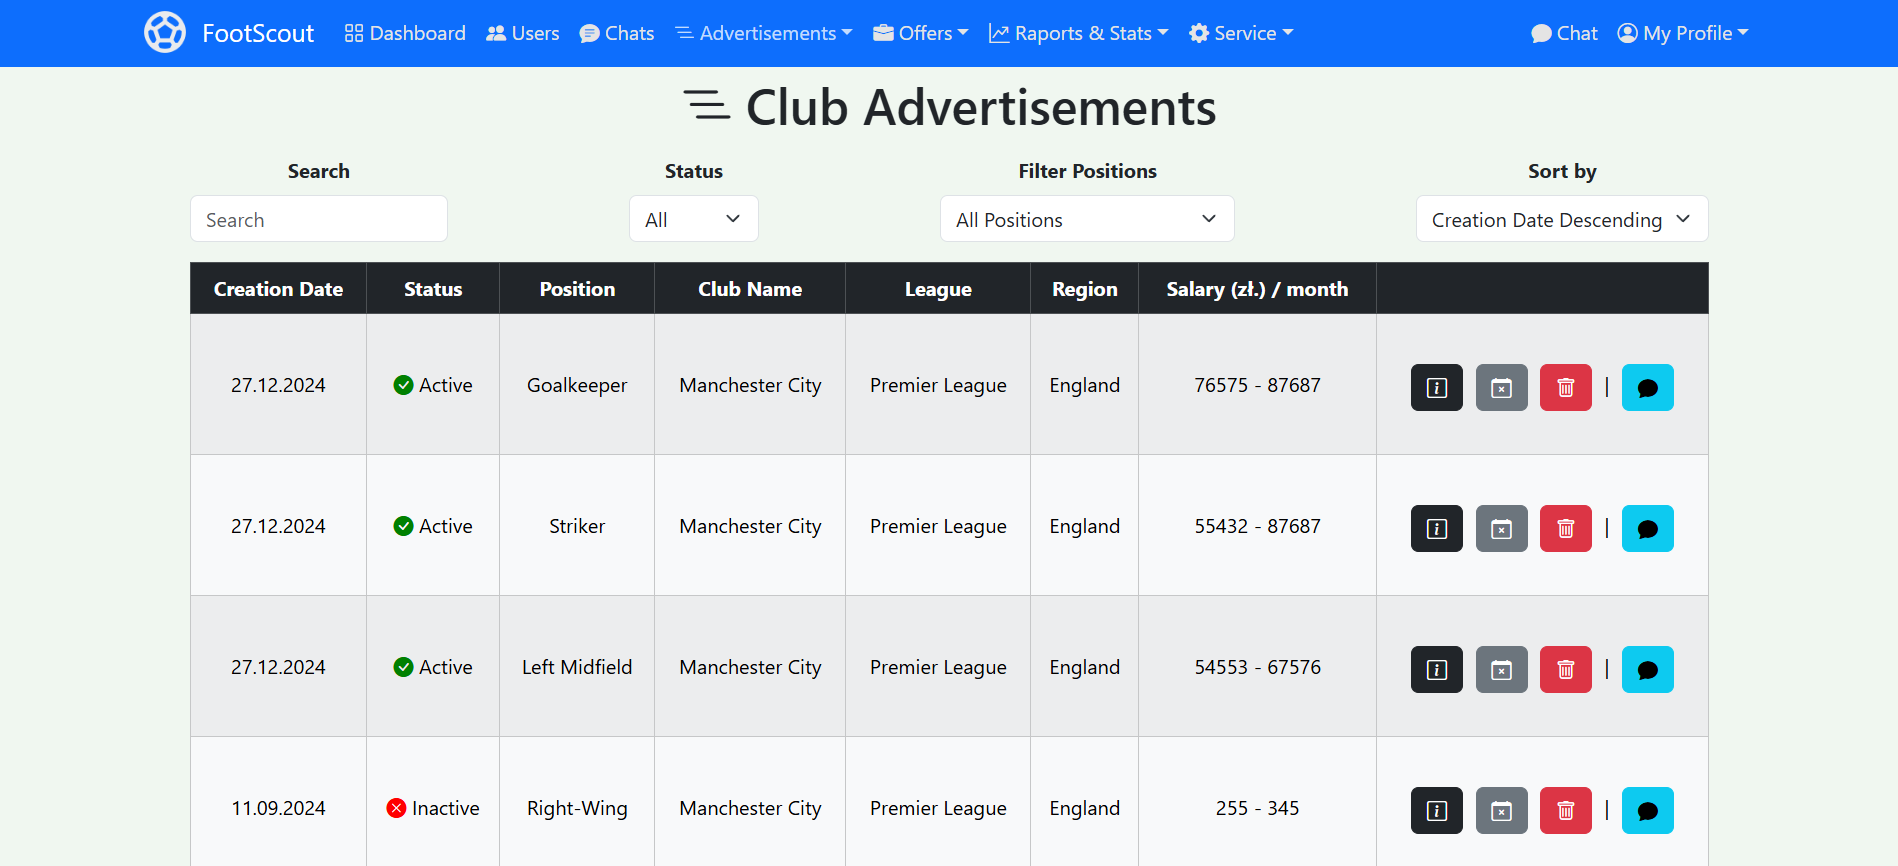 FootScout Dashboard Users Chats Advertisements Offers Raports & Stats Service Chat My Profile
Club Advertisements
Search Status Filter Positions Sort by
Search All All Positions Creation Date Descending
Creation Date Status Position Club Name League Region Salary (zł.) / month
27.12.2024 Active Goalkeeper Manchester City Premier League England 76575 - 87687 |
27.12.2024 Active Striker Manchester City Premier League England 55432 - 87687 |
27.12.2024 Active Left Midfield Manchester City Premier League England 54553 - 67576 |
11.09.2024 Inactive Right-Wing Manchester City Premier League England 255 - 345 |